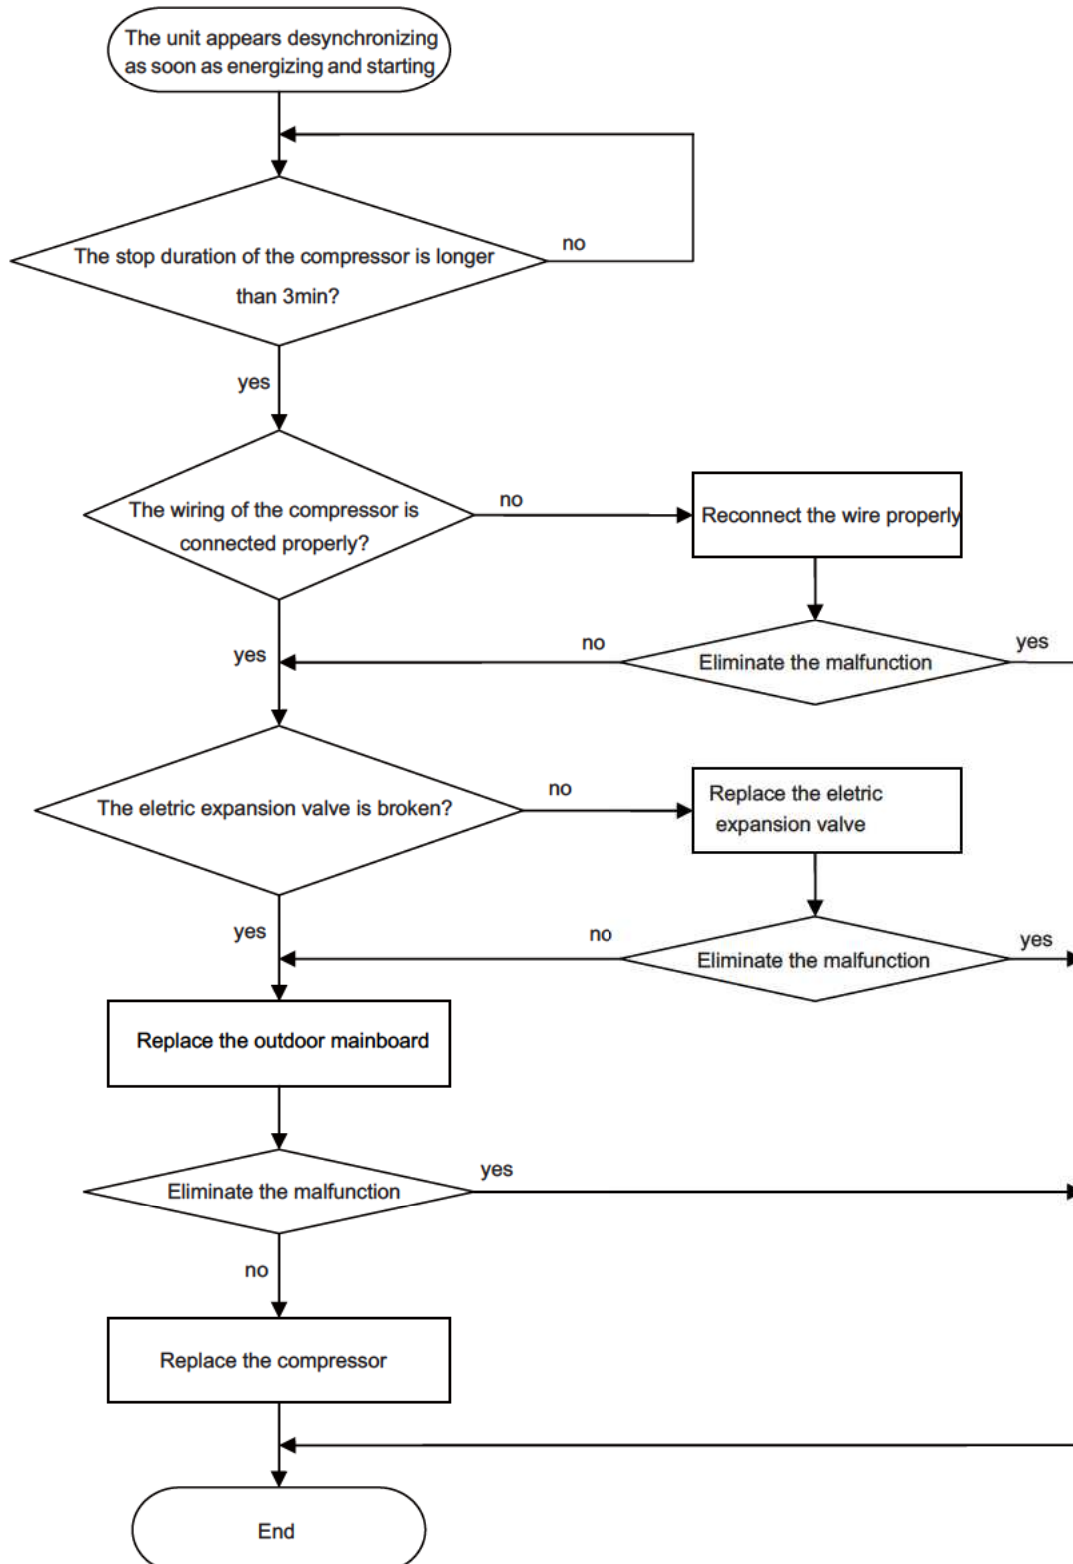 The unit appears desynchronizing
as soon as energizing and starting
no
The stop duration of the compressor is longer
than 3min?
yes
no
The wiring of the compressor is
connected properly?
Reconnect the wire properly
yes
no
Eliminate the malfunction
yes
no
The eletric expansion valve is broken?
Replace the eletric
expansion valve
yes
no
Eliminate the malfunction
yes
Replace the outdoor mainboard
yes
Eliminate the malfunction
no
Replace the compressor
End